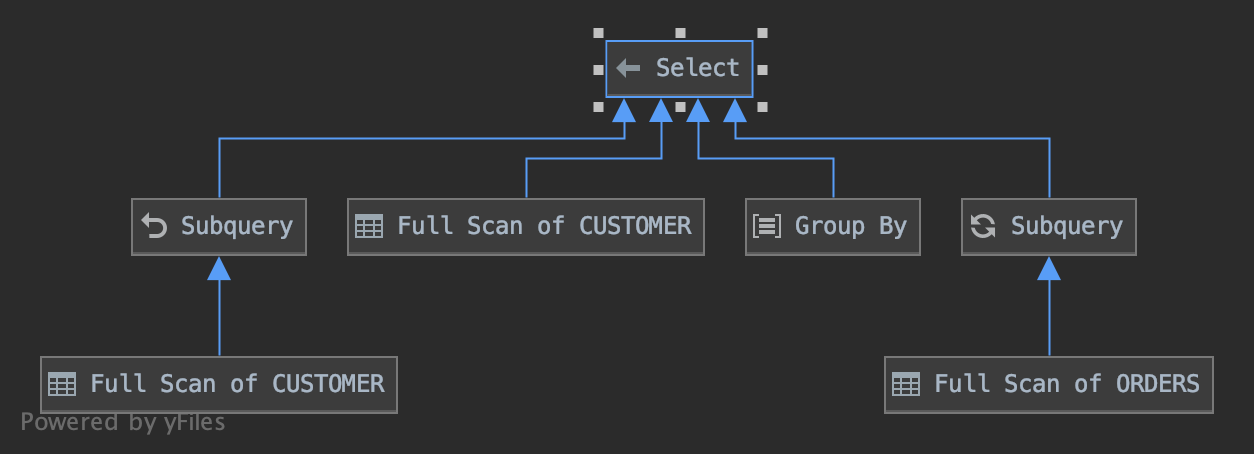 Select
Subquery
Full Scan of CUSTOMER
Group By
Subquery
Full Scan of CUSTOMER
Full Scan of ORDERS
Powered by yFiles